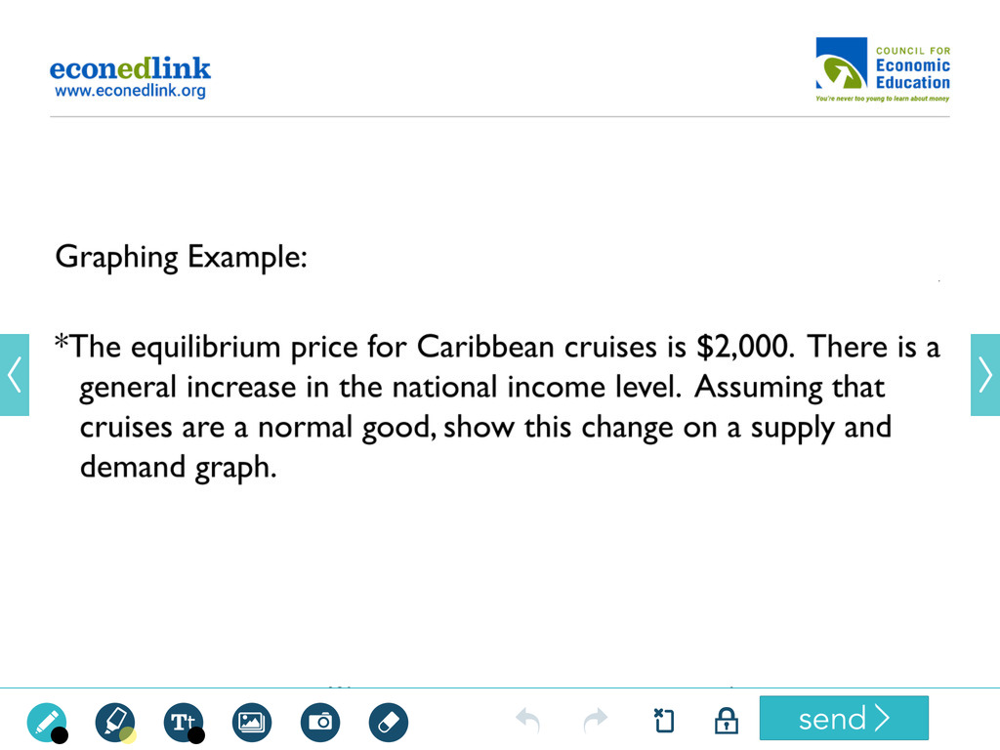 econedlink
www.econedlink.org
COUNCIL FOR
Economic
Education
You're never too young to learn about money
Graphing Example:
*The equilibrium price for Caribbean cruises is $2,000. There is a
general increase in the national income level. Assuming that
cruises are a normal good, show this change on a supply and
demand graph.
Tt
send